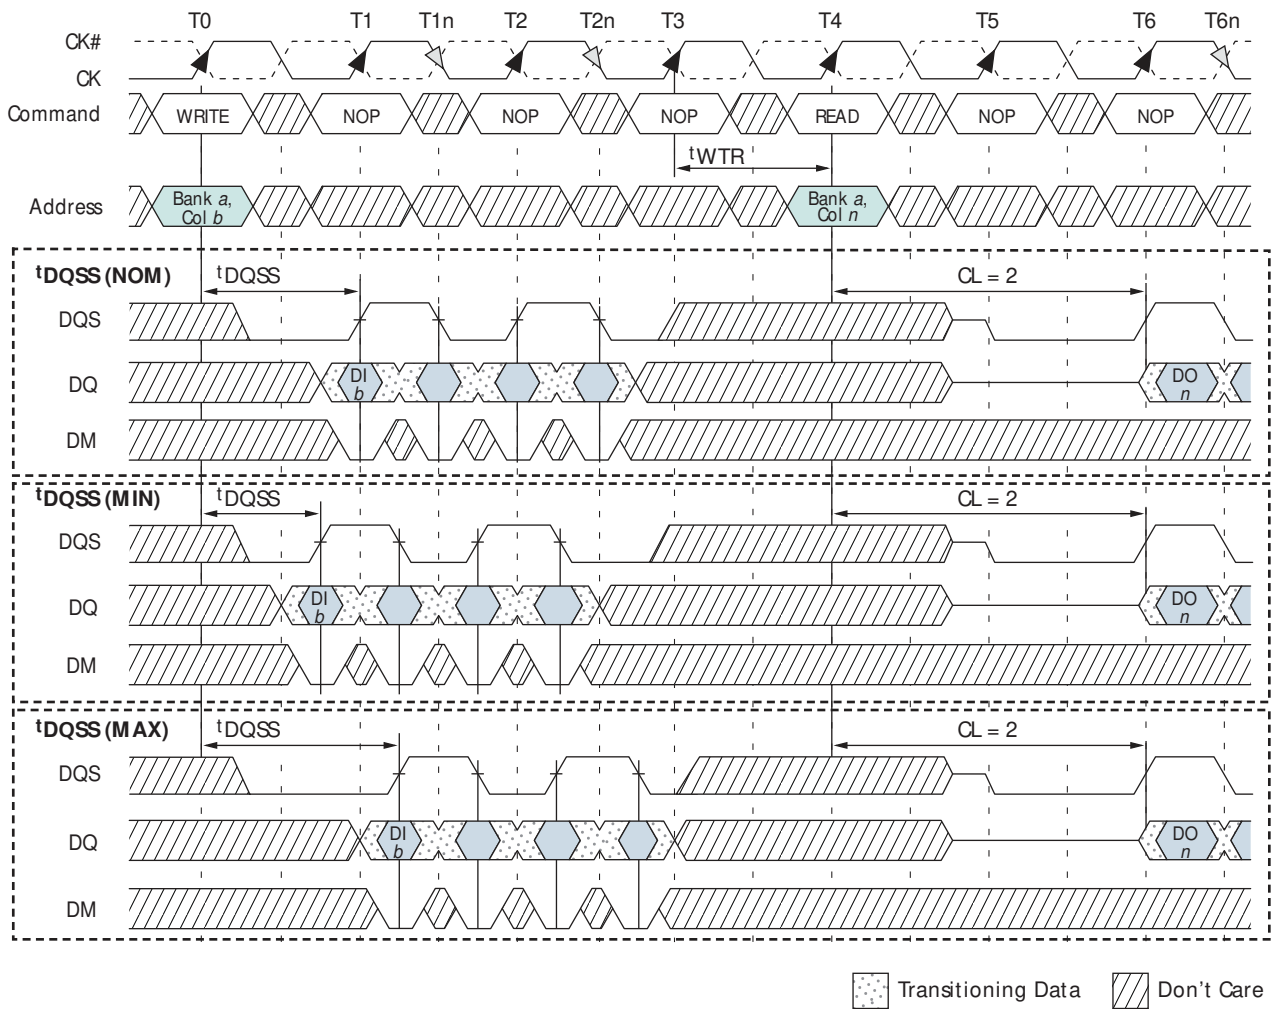 T0 T1 T1n T2 T2n T3 T4 T5 T6 T6n
CK#
CK
Command WRITE NOP NOP NOP READ NOP NOP
tWTR
Address Bank a, Col b Bank a, Col n
tDQSS (NOM) tDQSS CL = 2
DQS
DQ DI b DO n
DM
tDQSS (MIN) tDQSS CL = 2
DQS
DQ DI b DO n
DM
tDQSS (MAX) tDQSS CL = 2
DQS
DQ DI b DO n
DM
Transitioning Data Don't Care